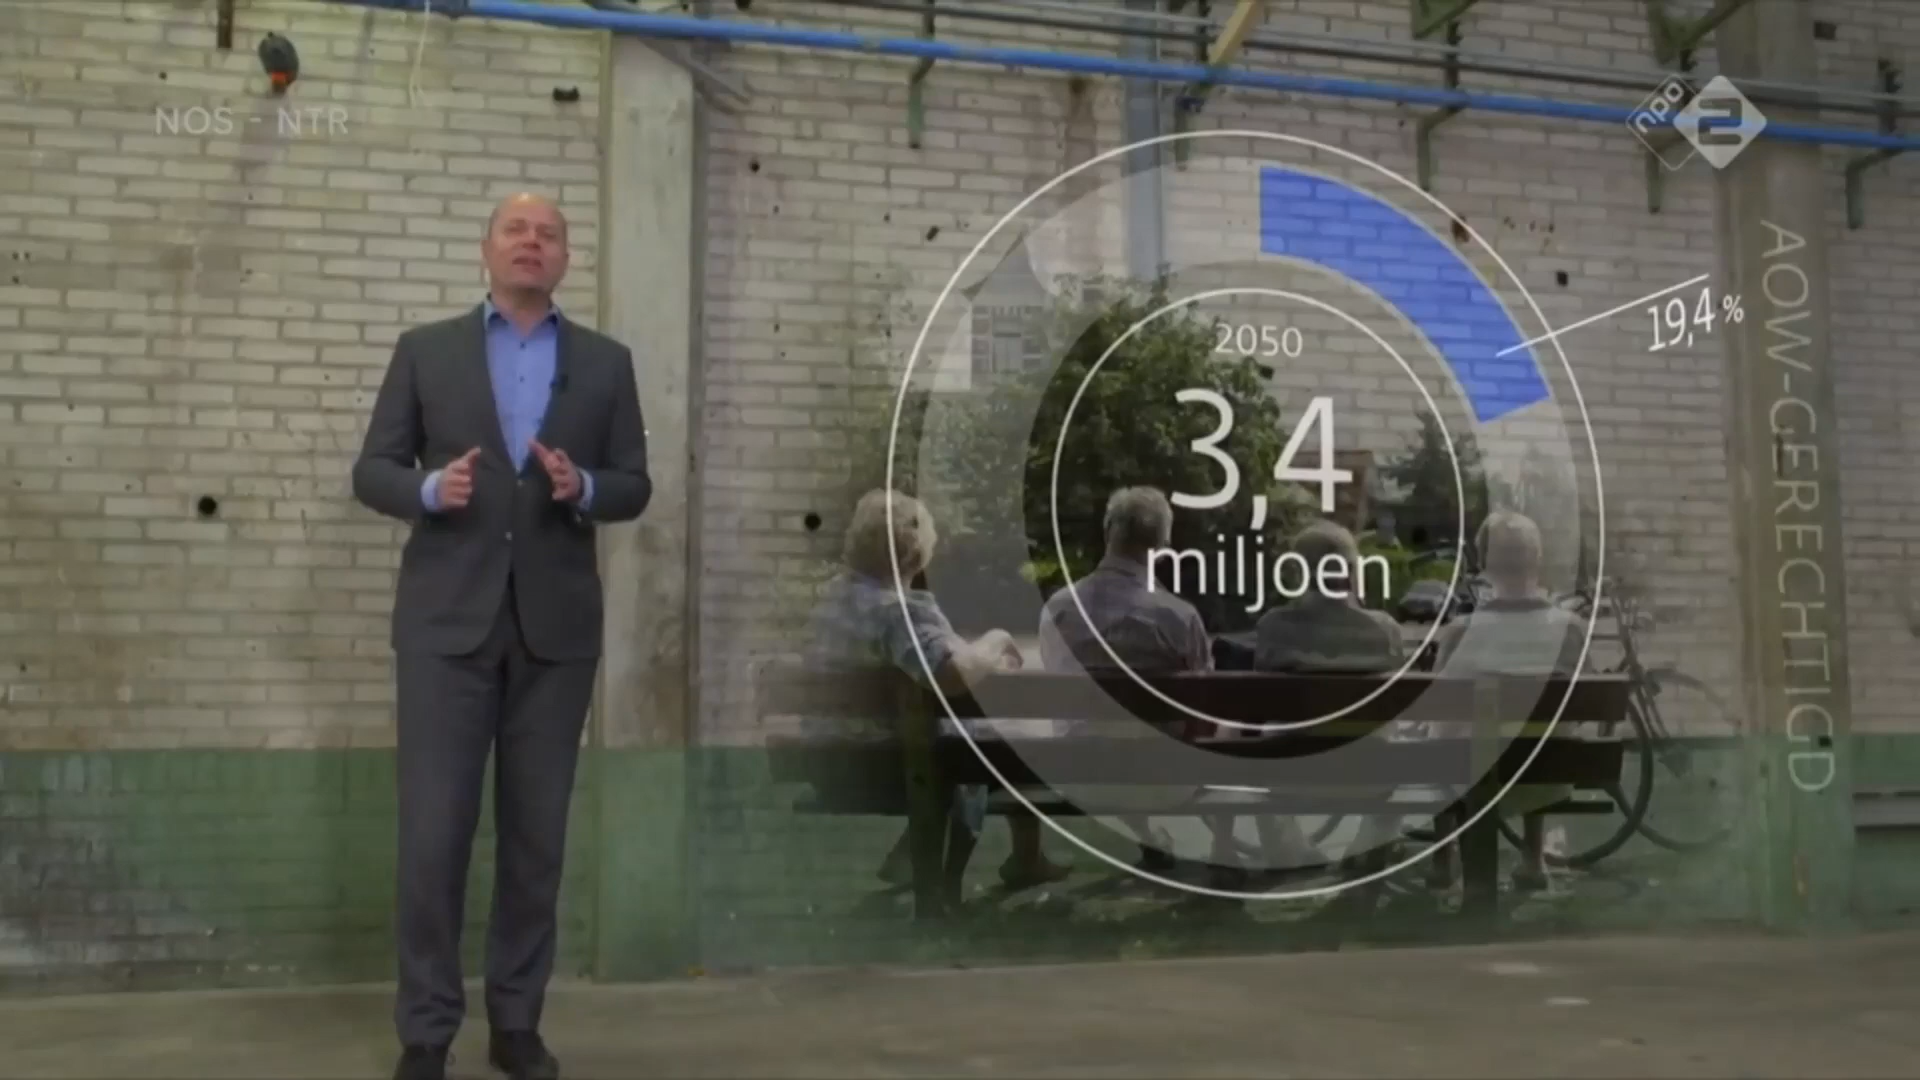 NOS - NTR
npo
2
2050
3,4
miljoen
19,4%
AOW-GERECHTIGD